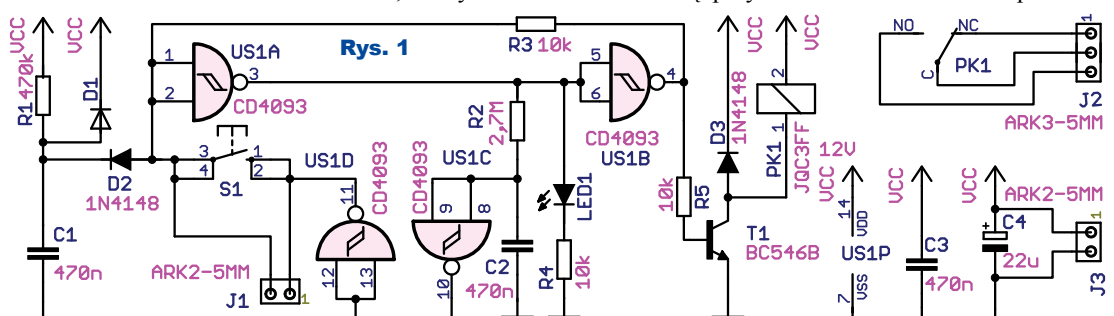 VCC
VCC
R1
470k
D1
US1A
1
2
3
CD4093
Rys. 1
R3 10k
5
6
4
CD4093
US1B
VCC
VCC
D3
1N4148
2
PK1 1
JQC3FF
12V
NO
NC
C
PK1
1
J2
ARK3-5MM
D2
1N4148
3
4
1
2
S1
US1D
11
CD4093
12
13
CD4093
US1C
9
8
10
R2
2,7M
LED1
R4
10k
10k
R5
T1
BC546B
VCC
14
VDD
US1P
7
VSS
VCC
C3
470n
VCC
ARK2-5MM
+
C4
22u
1
J3
C1
470n
ARK2-5MM
J1
1
C2
470n